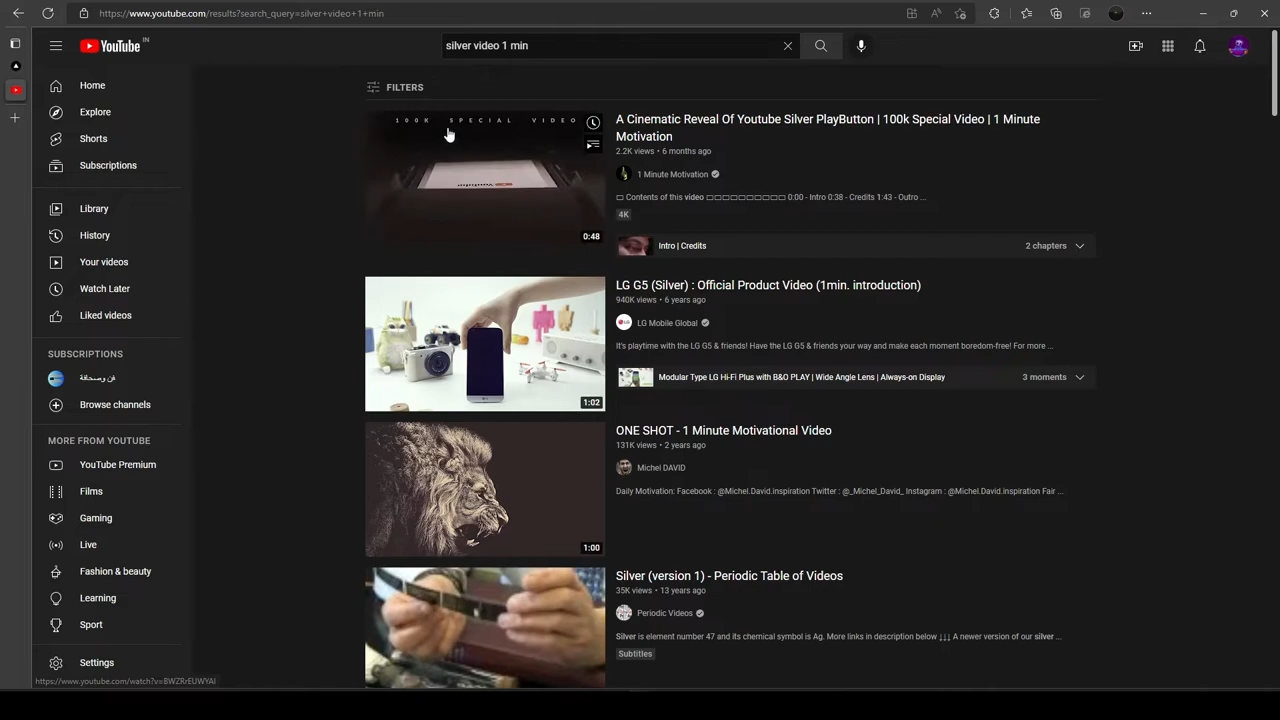 https://www.youtube.com/results?search_query=silver+video+1+min
YouTube IN
silver video 1 min
Home
Explore
Shorts
Subscriptions
Library
History
Your videos
Watch Later
Liked videos
SUBSCRIPTIONS
فن وصحافة
Browse channels
MORE FROM YOUTUBE
YouTube Premium
Films
Gaming
Live
Fashion & beauty
Learning
Sport
Settings
https://www.youtube.com/watch?v=8WZRrEUWYAI
FILTERS
100K SPECIAL VIDEO
0:48
A Cinematic Reveal Of Youtube Silver PlayButton | 100k Special Video | 1 Minute
Motivation
2.2K views • 6 months ago
1 Minute Motivation
Contents of this video 0:00 - Intro 0:38 - Credits 1:43 - Outro ...
4K
Intro | Credits
2 chapters
1:02
LG G5 (Silver) : Official Product Video (1min. introduction)
940K views • 6 years ago
LG Mobile Global
It's playtime with the LG G5 & friends! Have the LG G5 & friends your way and make each moment boredom-free! For more ...
Modular Type LG Hi-Fi Plus with B&O PLAY | Wide Angle Lens | Always-on Display
3 moments
1:00
ONE SHOT - 1 Minute Motivational Video
131K views • 2 years ago
Michel DAVID
Daily Motivation: Facebook : @Michel.David.inspiration Twitter : @_Michel_David_ Instagram : @Michel.David.inspiration Fair ...
Silver (version 1) - Periodic Table of Videos
35K views • 13 years ago
Periodic Videos
Silver is element number 47 and its chemical symbol is Ag. More links in description below ↓↓↓ A newer version of our silver ...
Subtitles